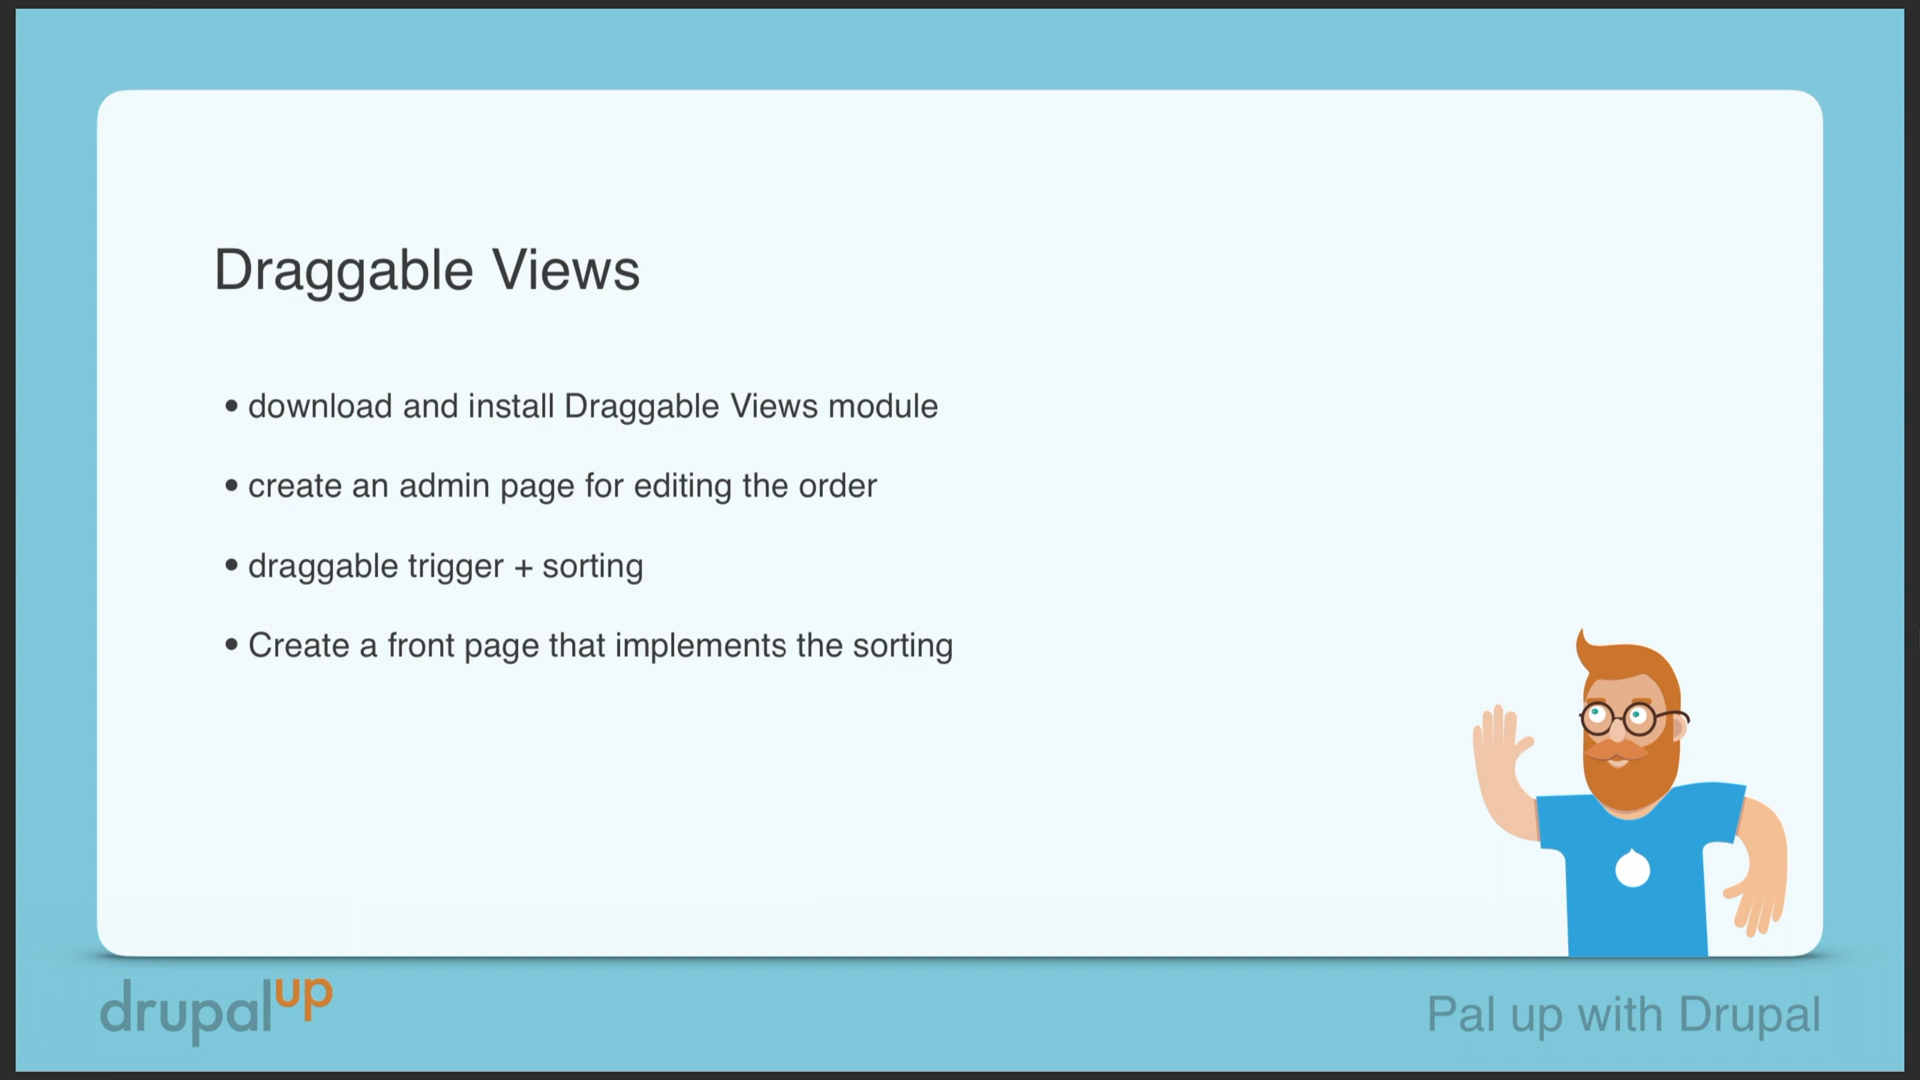 Draggable Views
• download and install Draggable Views module
• create an admin page for editing the order
• draggable trigger + sorting
• Create a front page that implements the sorting
drupalup
Pal up with Drupal